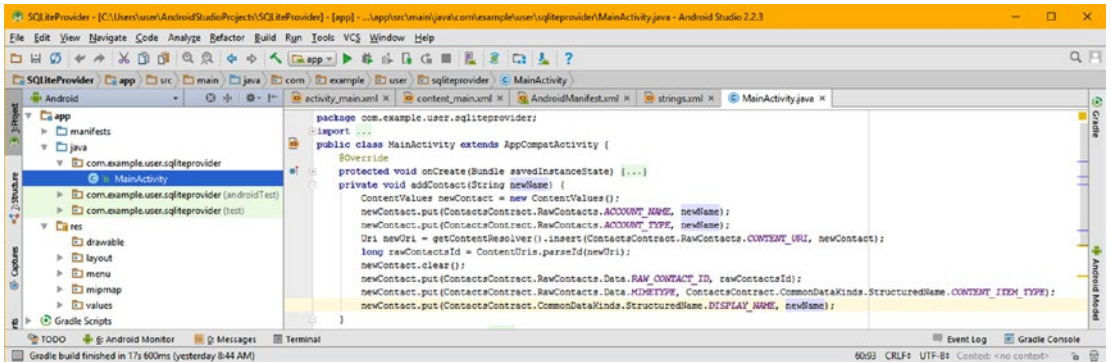 SQLiteProvider - [C:\Users\user\AndroidStudioProjects\SQLiteProvider] - [app] - ...\app\src\main\java\com\example\user\sqliteprovider\MainActivity.java - Android Studio 2.2.3
File Edit View Navigate Code Analyze Refactor Build Run Tools VCS Window Help
app
SQLiteProvider app src main java com example user sqliteprovider MainActivity
Android activity_main.xml content_main.xml AndroidManifest.xml strings.xml MainActivity.java
1: Project
7: Structure
Captures
app
manifests
java
com.example.user.sqliteprovider
MainActivity
com.example.user.sqliteprovider (androidTest)
com.example.user.sqliteprovider (test)
res
drawable
layout
menu
mipmap
values
Gradle Scripts
package com.example.user.sqliteprovider;
import ...
public class MainActivity extends AppCompatActivity {
@Override
protected void onCreate(Bundle savedInstanceState) {...}
private void addContact(String newName) {
ContentValues newContact = new ContentValues();
newContact.put(ContactsContract.RawContacts.ACCOUNT_NAME, newName);
newContact.put(ContactsContract.RawContacts.ACCOUNT_TYPE, newName);
Uri newUri = getContentResolver().insert(ContactsContract.RawContacts.CONTENT_URI, newContact);
long rawContactsId = ContentUris.parseId(newUri);
newContact.clear();
newContact.put(ContactsContract.RawContacts.Data.RAW_CONTACT_ID, rawContactsId);
newContact.put(ContactsContract.RawContacts.Data.MIMETYPE, ContactsContract.CommonDataKinds.StructuredName.CONTENT_ITEM_TYPE);
newContact.put(ContactsContract.CommonDataKinds.StructuredName.DISPLAY_NAME, newName);
}
Gradle
Android Model
TODO 6: Android Monitor 0: Messages Terminal Event Log Gradle Console
Gradle build finished in 17s 600ms (yesterday 8:44 AM) 60:93 CRLF UTF-8 Context: <no context>